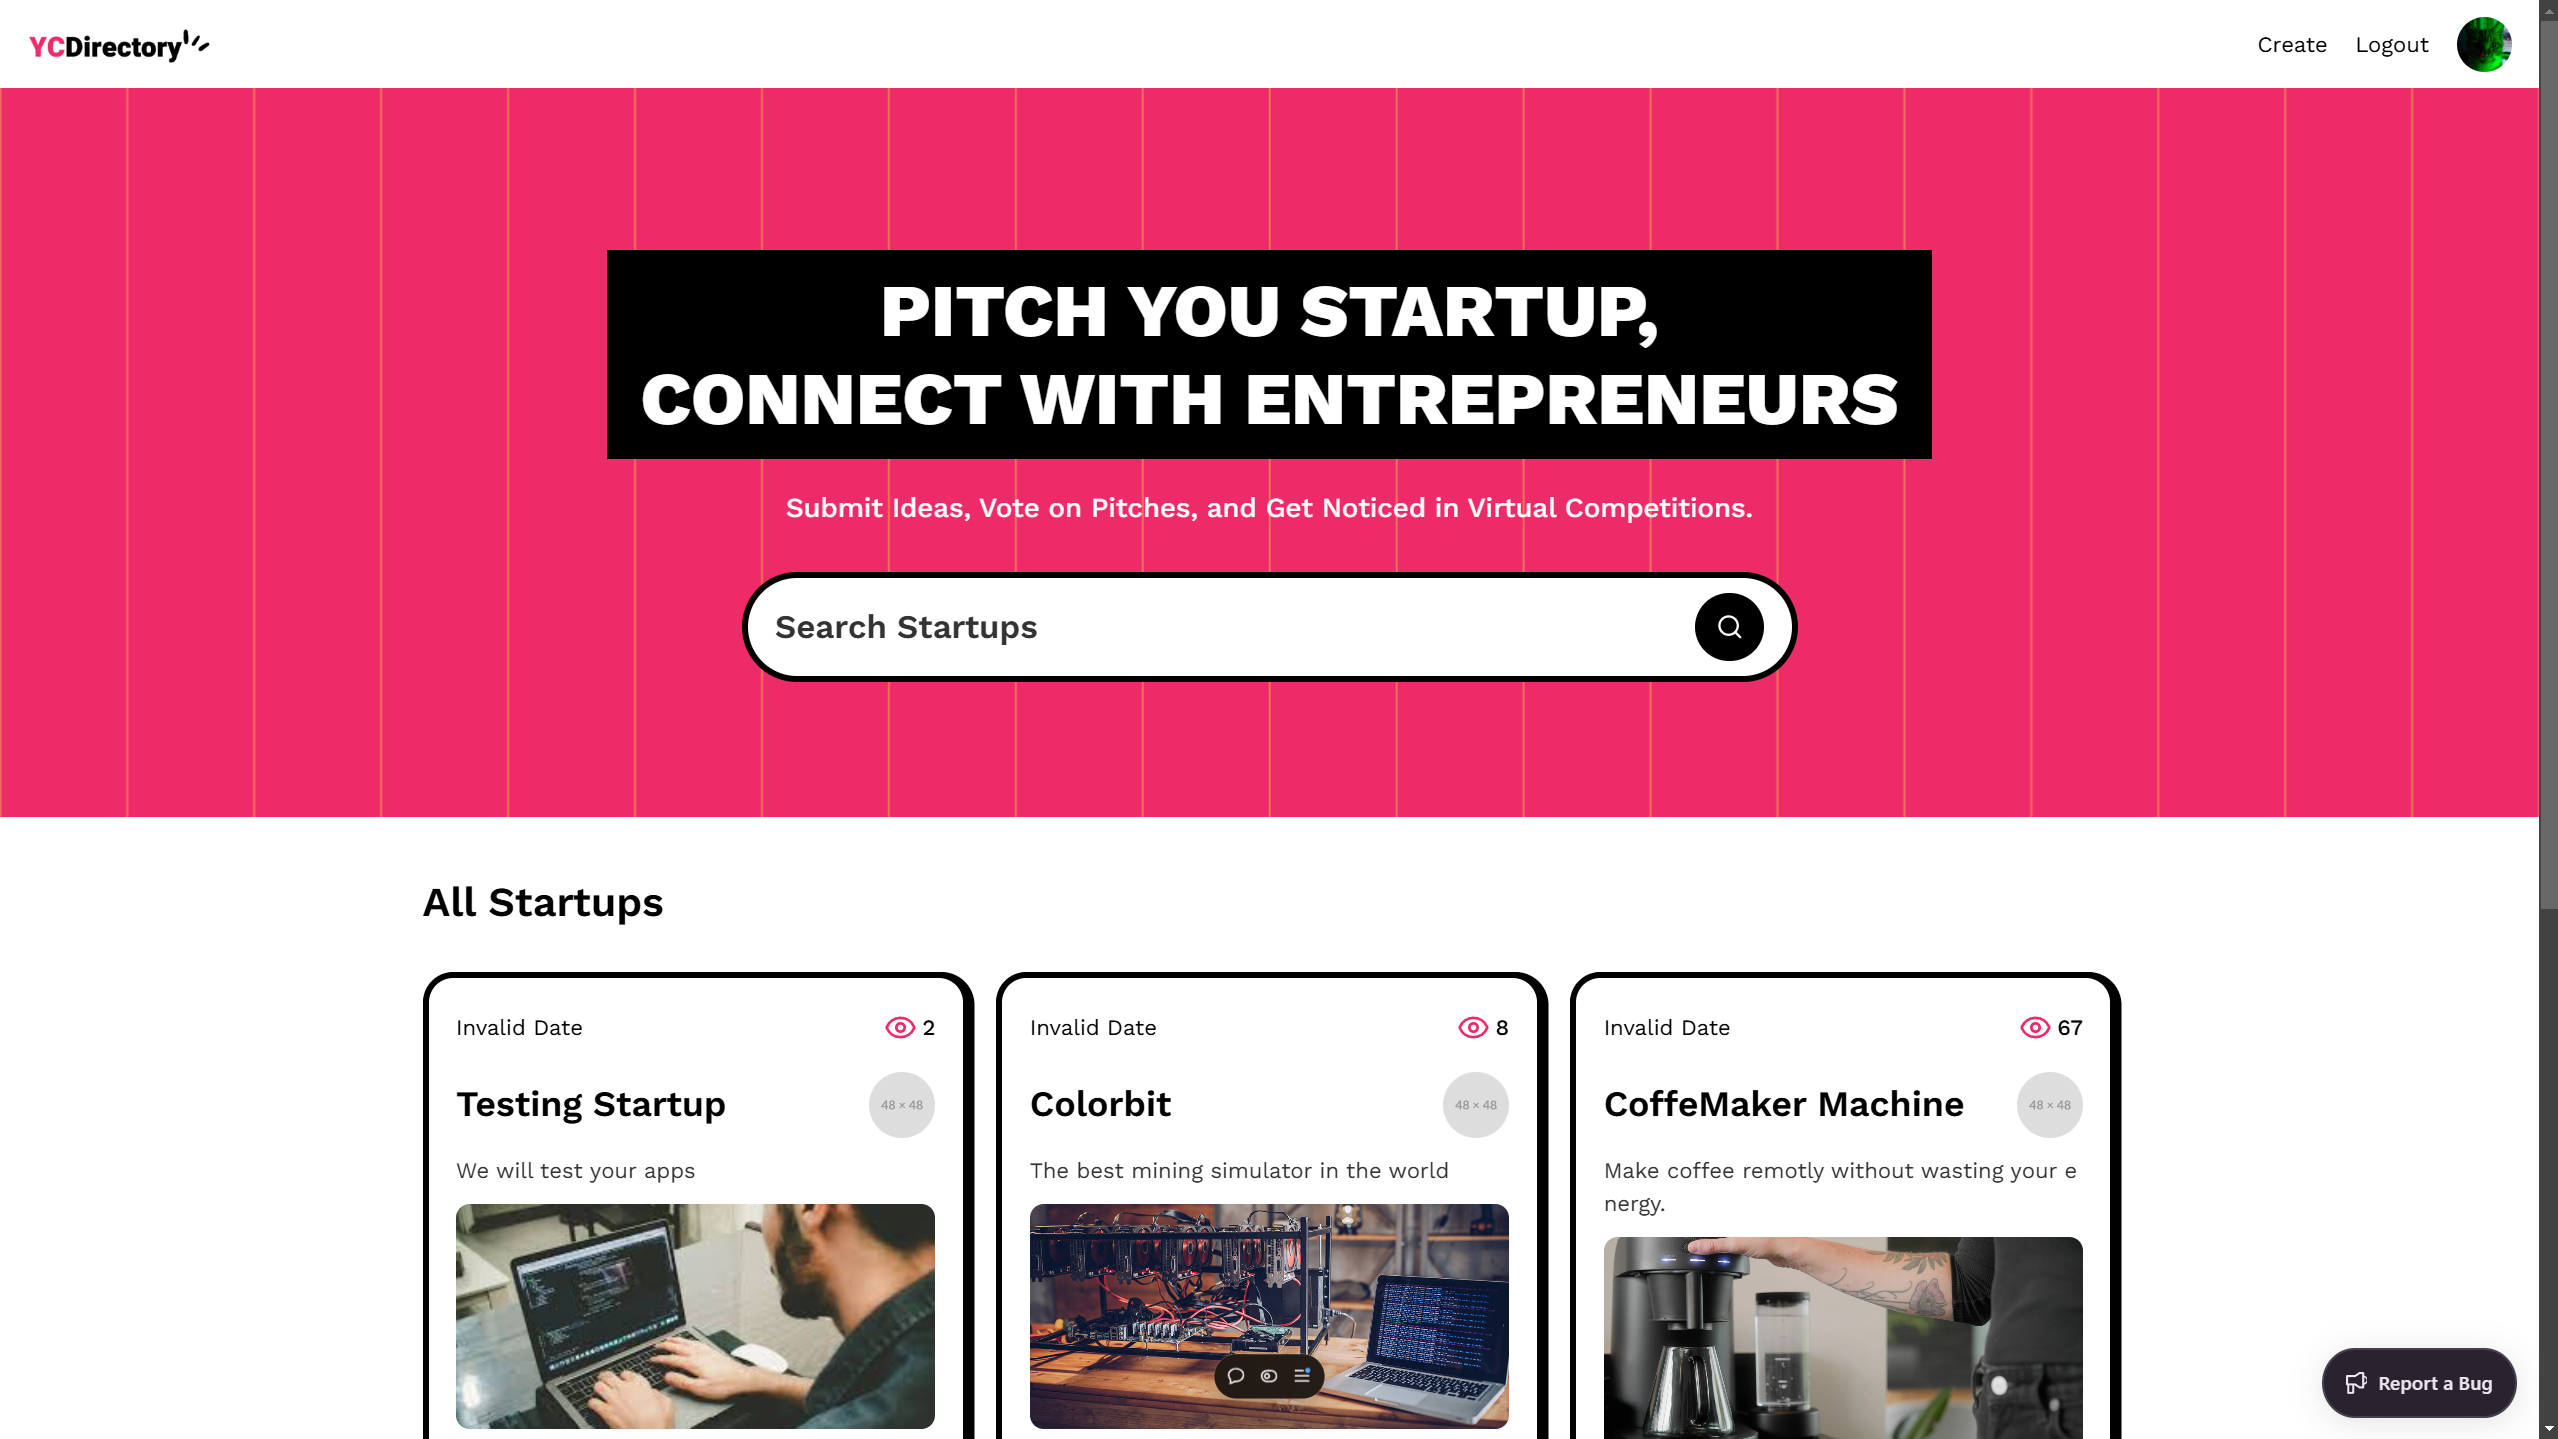 YCDirectory
Create
Logout
PITCH YOU STARTUP,
CONNECT WITH ENTREPRENEURS
Submit Ideas, Vote on Pitches, and Get Noticed in Virtual Competitions.
Search Startups
All Startups
Invalid Date
2
Testing Startup
48 × 48
We will test your apps
Invalid Date
8
Colorbit
48 × 48
The best mining simulator in the world
Invalid Date
67
CoffeMaker Machine
48 × 48
Make coffee remotly without wasting your e
nergy.
Report a Bug